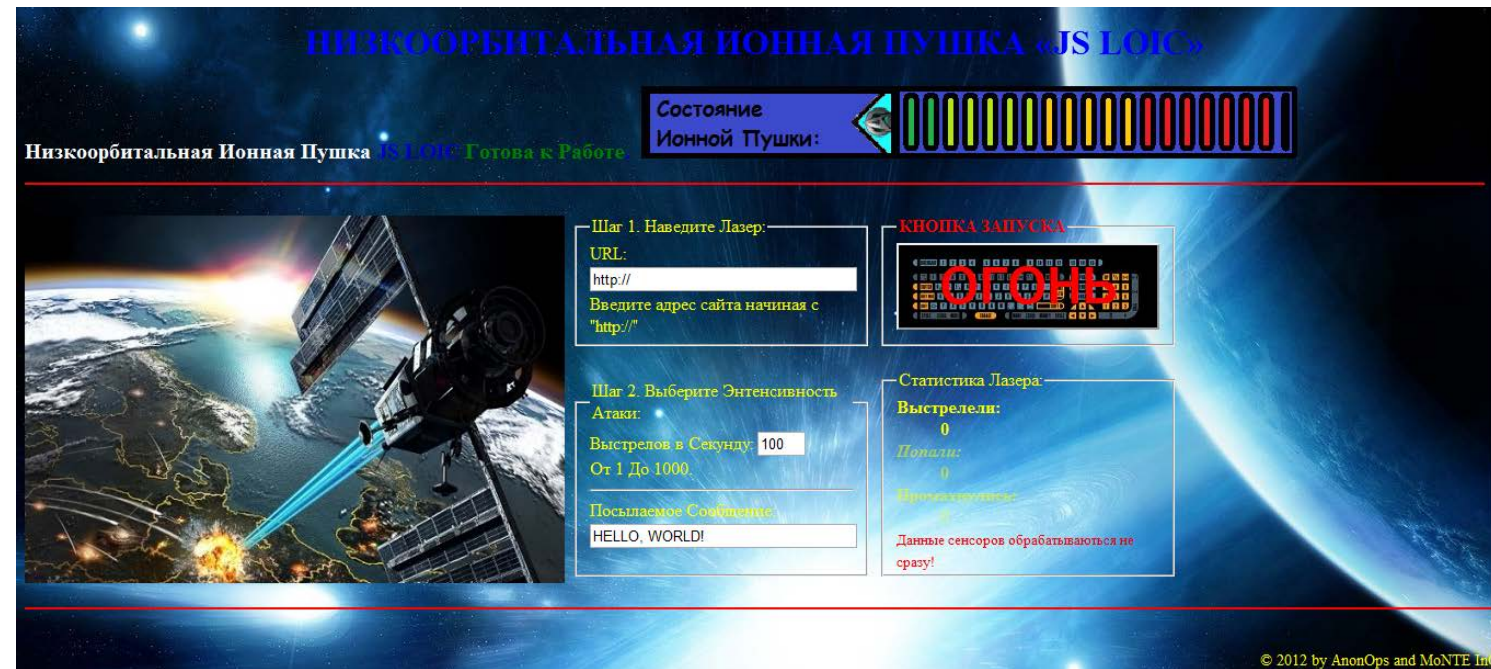 НИЗКООРБИТАЛЬНАЯ ИОННАЯ ПУШКА «JS LOIC»
Состояние
Ионной Пушки:
Низкоорбитальная Ионная Пушка JS LOIC Готова к Работе
Шаг 1. Наведите Лазер:
URL:
http://
Введите адрес сайта начиная с
"http://"
КНОПКА ЗАПУСКА
ОГОНЬ
Шаг 2. Выберите Энтенсивность
Атаки:
Выстрелов в Секунду: 100
От 1 До 1000.
Посылаемое Сообщение:
HELLO, WORLD!
Статистика Лазера:
Выстрелели:
0
Попали:
0
Промахнулись:
0
Данные сенсоров обрабатываються не
сразу!
© 2012 by AnonOps and MoNTE